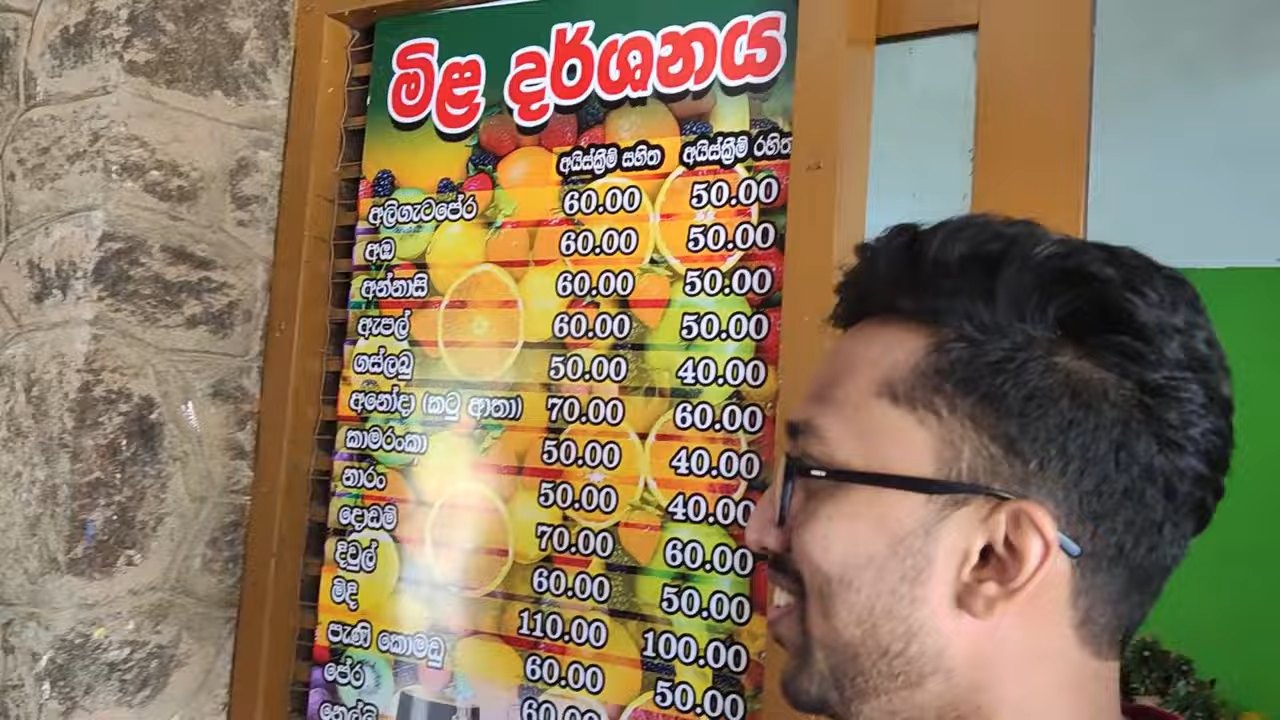 මිළ දර්ශනය
අයිස්ක්‍රීම් සහිත අයිස්ක්‍රීම් රහිත
අලිගැටපේර 60.00 50.00
අඹ 60.00 50.00
අන්නාසි 60.00 50.00
ඇපල් 60.00 50.00
ගස්ලබු 50.00 40.00
අනෝදා (කටු ආතා) 70.00 60.00
කාමරංකා 50.00 40.00
නාරං 50.00 40.00
දොඩම් 70.00 60.00
දිවුල් 60.00 50.00
මිදි 110.00 100.00
පැණි කොමඩු 60.00 50.00
පේර 60.00